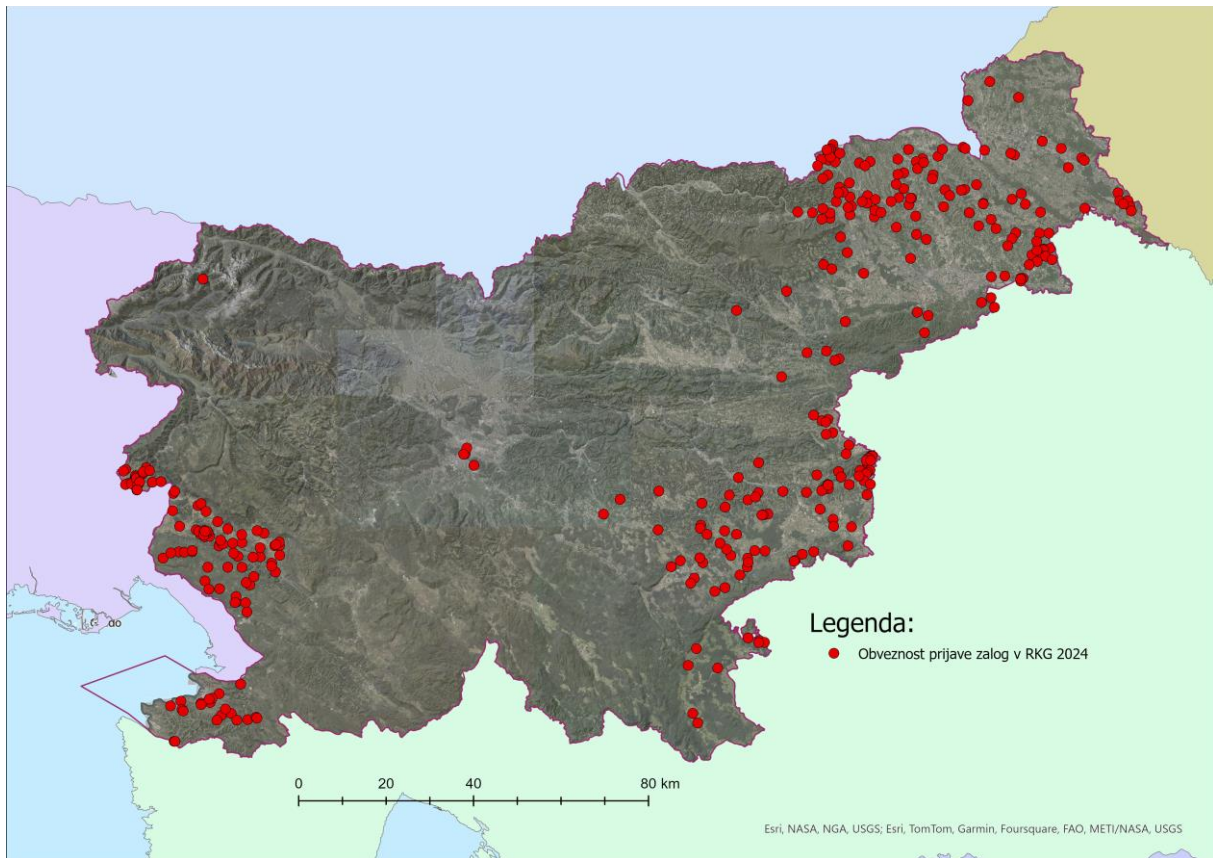 Legenda:
Obveznost prijave zalog v RKG 2024
0 20 40 80 km
Esri, NASA, NGA, USGS; Esri, TomTom, Garmin, Foursquare, FAO, METI/NASA, USGS